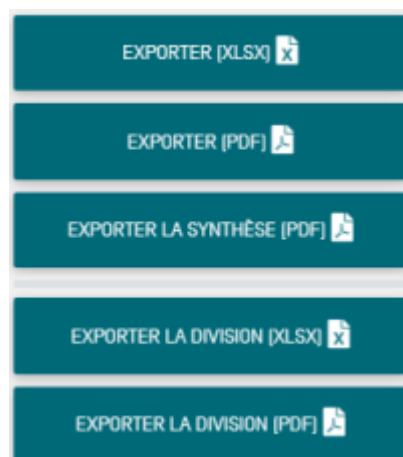 EXPORTER (XLSX)
EXPORTER (PDF)
EXPORTER LA SYNTHÈSE (PDF)
EXPORTER LA DIVISION (XLSX)
EXPORTER LA DIVISION (PDF)